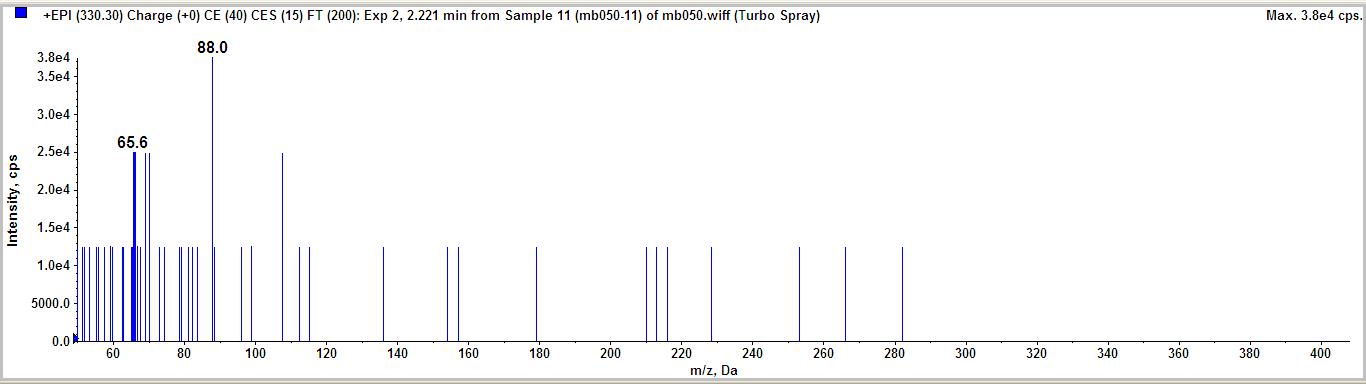 +EPI (330.30) Charge (+0) CE (40) CES (15) FT (200): Exp 2, 2.221 min from Sample 11 (mb050-11) of mb050.wiff (Turbo Spray)
Max. 3.8e4 cps.
88.0
65.6
3.8e4
3.5e4
3.0e4
2.5e4
2.0e4
1.5e4
1.0e4
5000.0
0.0
Intensity, cps
60 80 100 120 140 160 180 200 220 240 260 280 300 320 340 360 380 400
m/z, Da